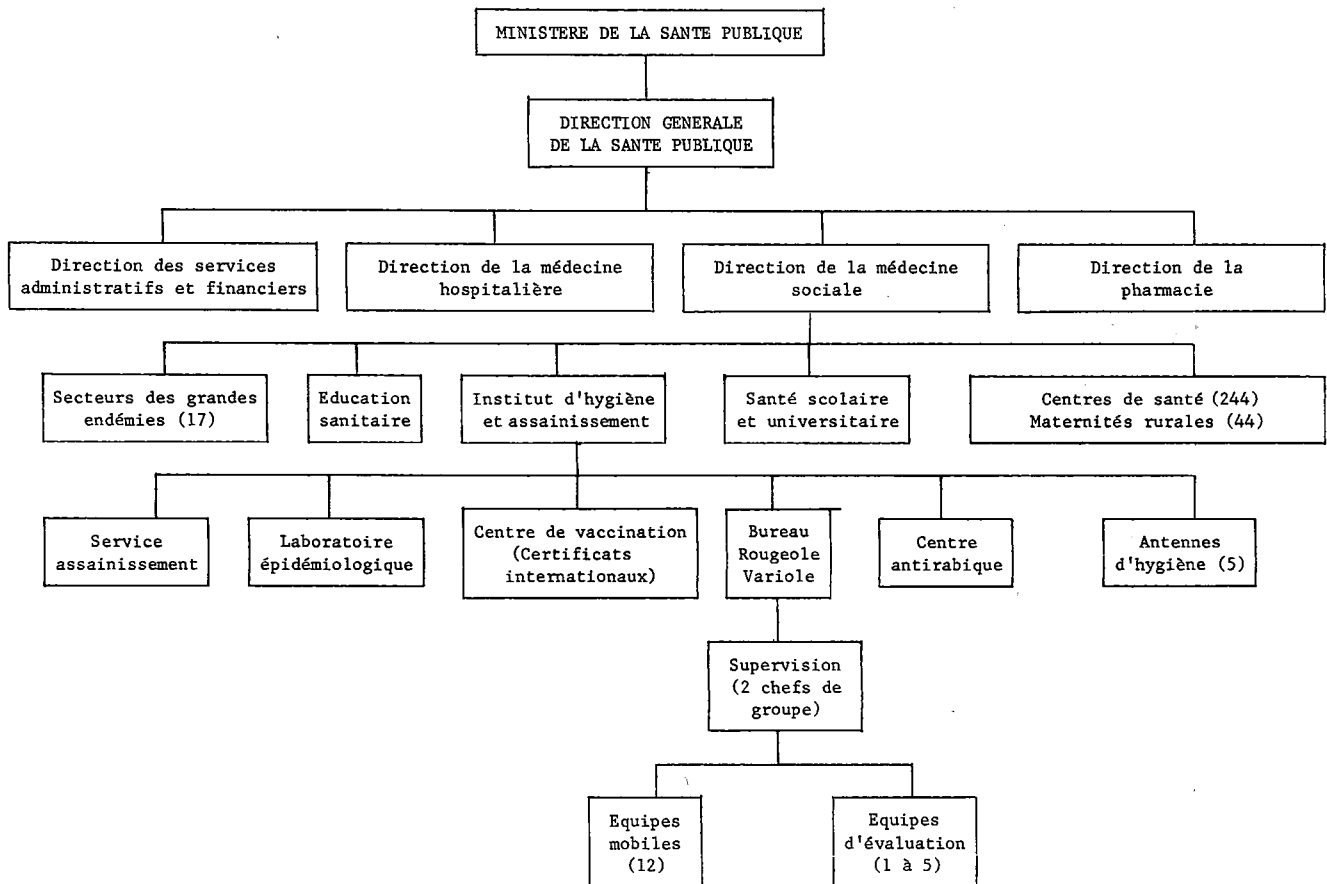 MINISTERE DE LA SANTE PUBLIQUE
DIRECTION GENERALE
DE LA SANTE PUBLIQUE
Direction des services
administratifs et financiers
Direction de la médecine
hospitalière
Direction de la médecine
sociale
Direction de la
pharmacie
Secteurs des grandes
endémies (17)
Education
sanitaire
Institut d'hygiène
et assainissement
Santé scolaire
et universitaire
Centres de santé (244)
Maternités rurales (44)
Service
assainissement
Laboratoire
épidémiologique
Centre de vaccination
(Certificats
internationaux)
Bureau
Rougeole
Variole
Centre
antirabique
Antennes
d'hygiène (5)
Supervision
(2 chefs de
groupe)
Equipes
mobiles
(12)
Equipes
d'évaluation
(1 à 5)